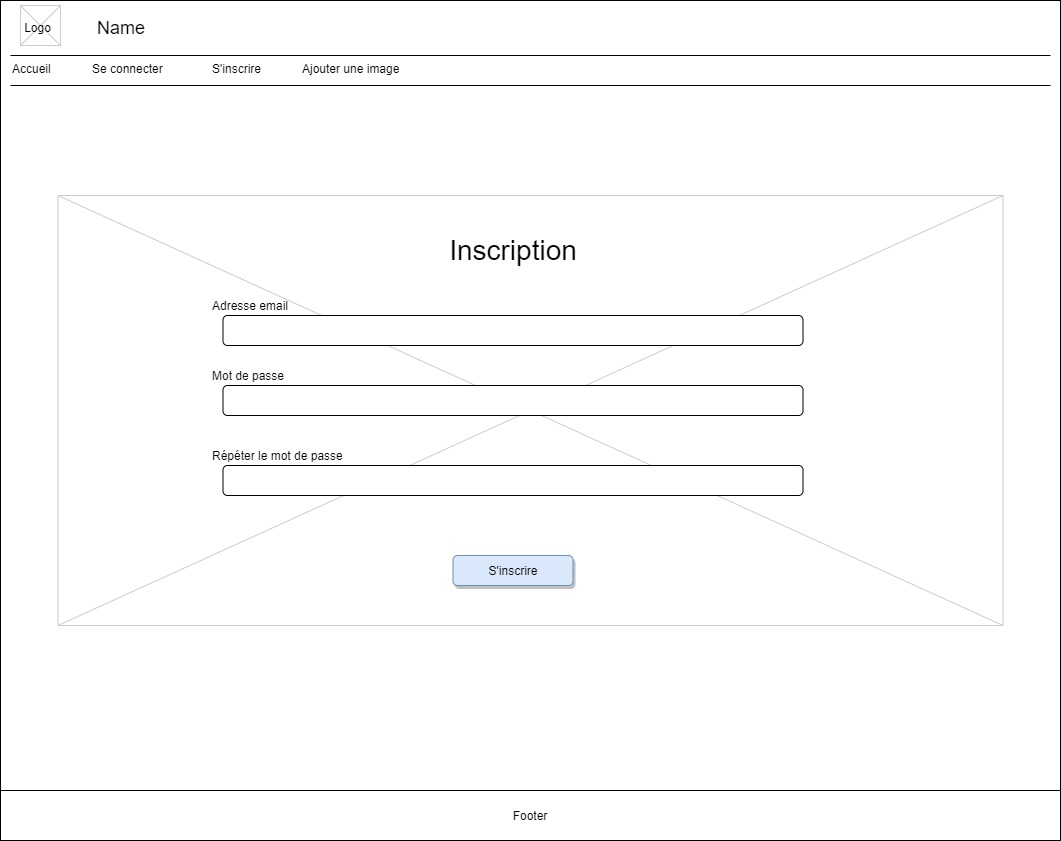 Logo
Name
Accueil Se connecter S'inscrire Ajouter une image
Inscription
Adresse email
Mot de passe
Répéter le mot de passe
S'inscrire
Footer